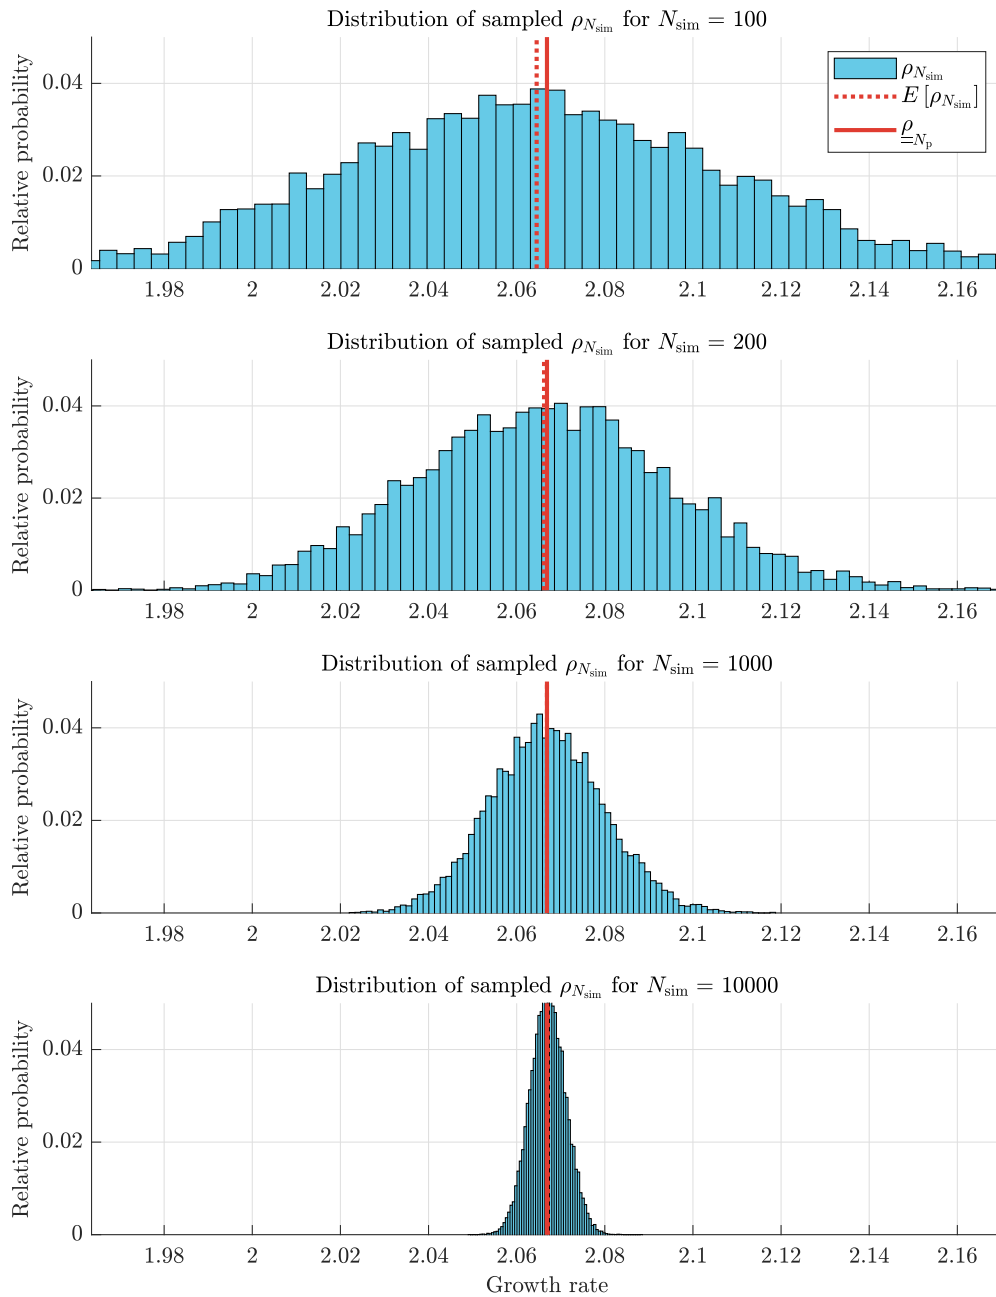 Distribution of sampled ρ_{N_sim} for N_sim = 100
Relative probability
0.04
0.02
0
ρ_{N_sim}
E [ρ_{N_sim}]
ρ_{N_p}
1.98 2 2.02 2.04 2.06 2.08 2.1 2.12 2.14 2.16
Distribution of sampled ρ_{N_sim} for N_sim = 200
Relative probability
0.04
0.02
0
1.98 2 2.02 2.04 2.06 2.08 2.1 2.12 2.14 2.16
Distribution of sampled ρ_{N_sim} for N_sim = 1000
Relative probability
0.04
0.02
0
1.98 2 2.02 2.04 2.06 2.08 2.1 2.12 2.14 2.16
Distribution of sampled ρ_{N_sim} for N_sim = 10000
Relative probability
0.04
0.02
0
1.98 2 2.02 2.04 2.06 2.08 2.1 2.12 2.14 2.16
Growth rate